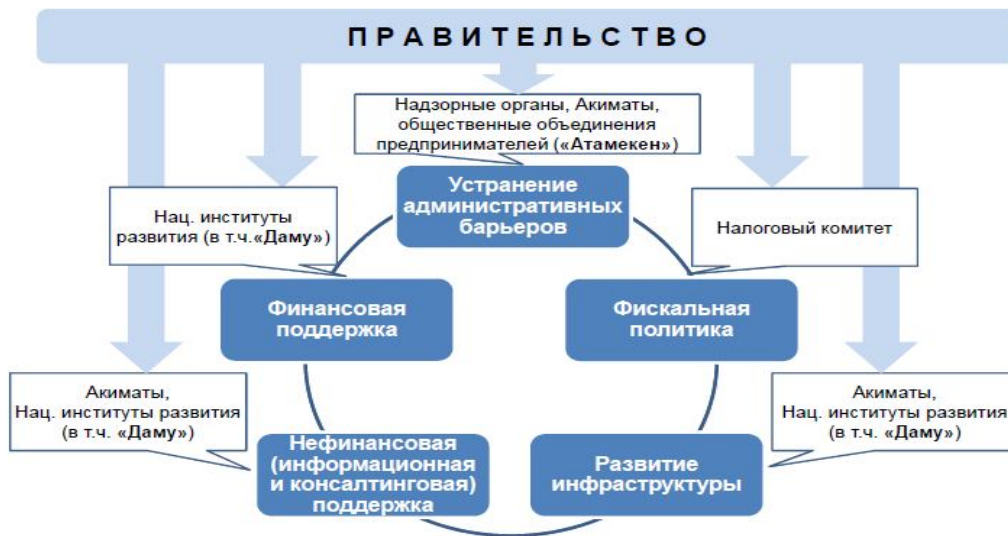 ПРАВИТЕЛЬСТВО
Надзорные органы, Акиматы,
общественные объединения
предпринимателей («Атамекен»)
Устранение
административных
барьеров
Нац. институты
развития (в т.ч.«Даму»)
Налоговый комитет
Финансовая
поддержка
Фискальная
политика
Акиматы,
Нац. институты развития
(в т.ч. «Даму»)
Акиматы,
Нац. институты развития
(в т.ч. «Даму»)
Нефинансовая
(информационная
и консалтинговая)
поддержка
Развитие
инфраструктуры